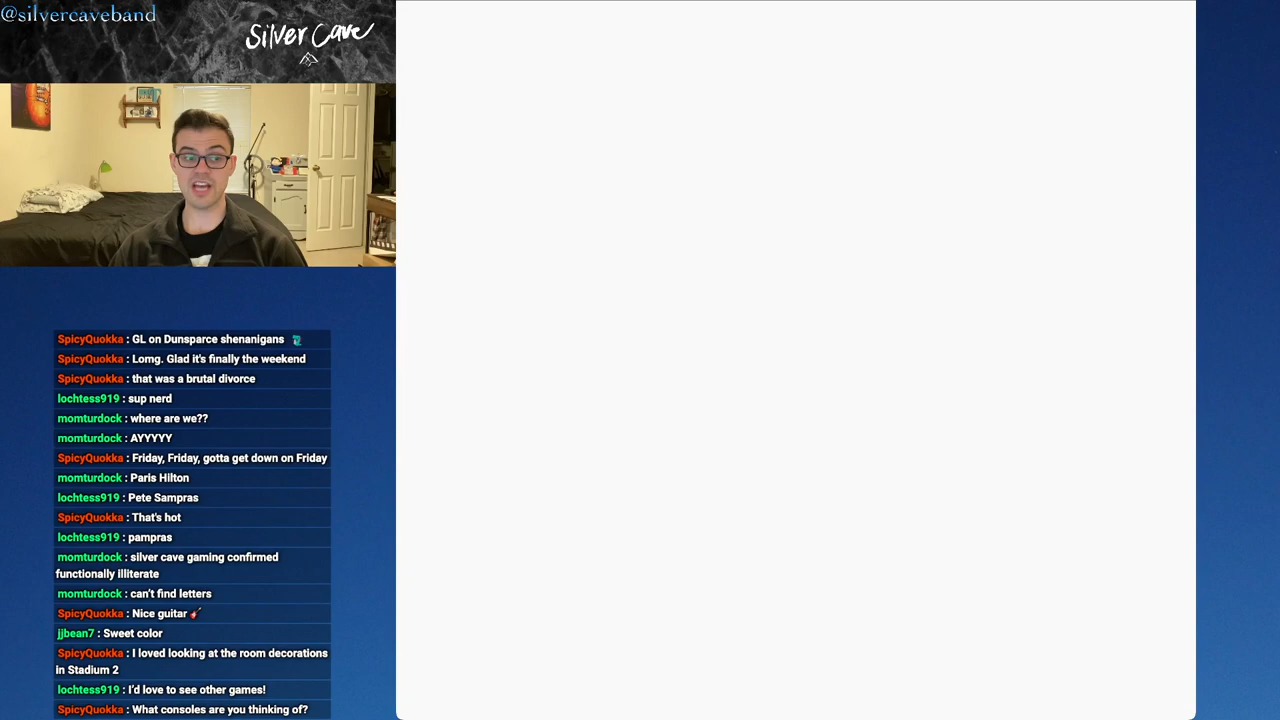 @silvercaveband
Silver Cave
SpicyQuokka : GL on Dunsparce shenanigans
SpicyQuokka : Lomg. Glad it's finally the weekend
SpicyQuokka : that was a brutal divorce
lochtess919 : sup nerd
momturdock : where are we??
momturdock : AYYYYY
SpicyQuokka : Friday, Friday, gotta get down on Friday
momturdock : Paris Hilton
lochtess919 : Pete Sampras
SpicyQuokka : That's hot
lochtess919 : pampras
momturdock : silver cave gaming confirmed
functionally illiterate
momturdock : can't find letters
SpicyQuokka : Nice guitar 🎸
jjbean7 : Sweet color
SpicyQuokka : I loved looking at the room decorations
in Stadium 2
lochtess919 : I'd love to see other games!
SpicyQuokka : What consoles are you thinking of?